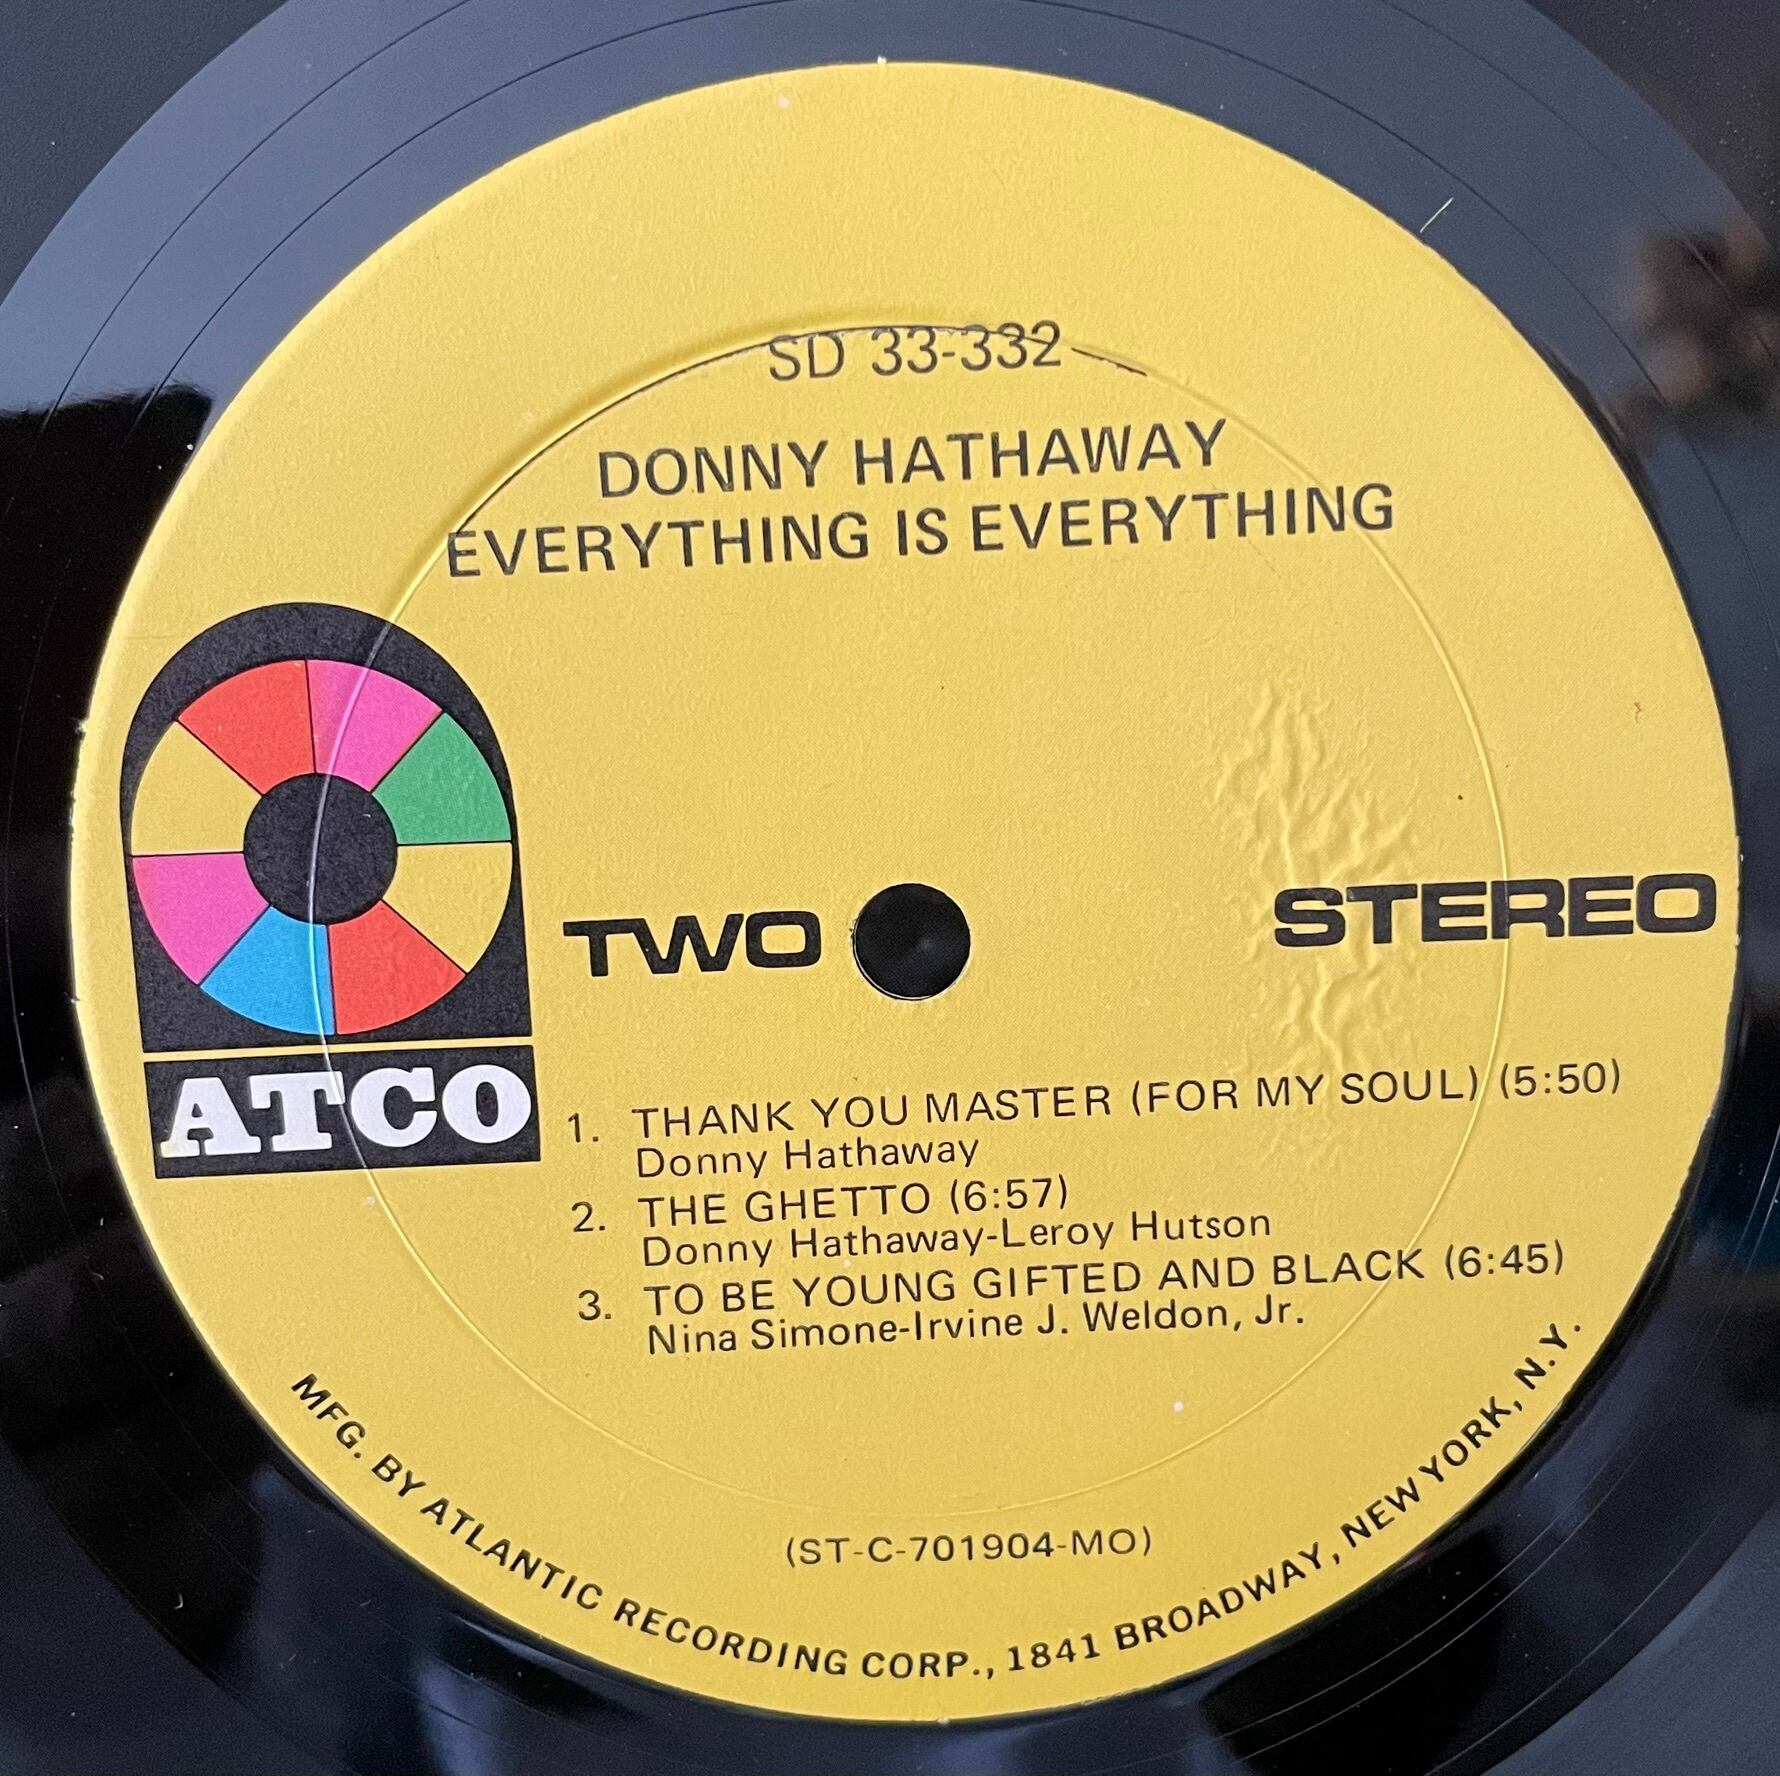 SD 33-332
DONNY HATHAWAY
EVERYTHING IS EVERYTHING
ATCO
TWO
STEREO
1. THANK YOU MASTER (FOR MY SOUL) (5:50)
Donny Hathaway
2. THE GHETTO (6:57)
Donny Hathaway-Leroy Hutson
3. TO BE YOUNG GIFTED AND BLACK (6:45)
Nina Simone-Irvine J. Weldon, Jr.
(ST-C-701904-MO)
MFG. BY ATLANTIC RECORDING CORP., 1841 BROADWAY, NEW YORK, N.Y.